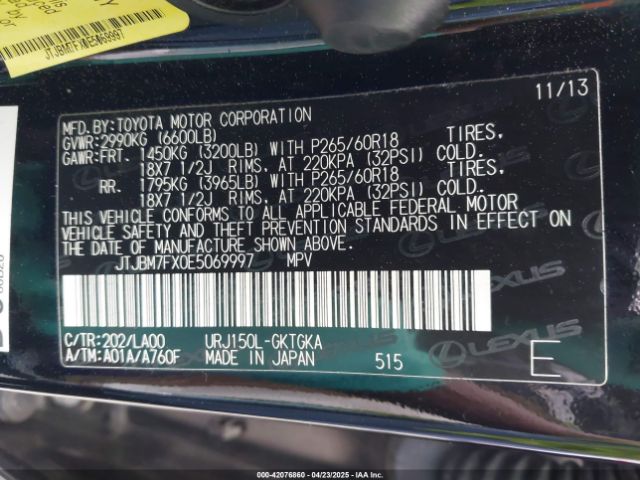 JTJBM7FX0E5069997
11/13
MFD.BY:TOYOTA MOTOR CORPORATION
GVWR:2990KG (6600LB)
GAWR:FRT. 1450KG (3200LB) WITH P265/60R18 TIRES,
18X7 1/2J RIMS, AT 220KPA (32PSI) COLD.
RR. 1795KG (3965LB) WITH P265/60R18 TIRES,
18X7 1/2J RIMS, AT 220KPA (32PSI) COLD.
THIS VEHICLE CONFORMS TO ALL APPLICABLE FEDERAL MOTOR
VEHICLE SAFETY AND THEFT PREVENTION STANDARDS IN EFFECT ON
THE DATE OF MANUFACTURE SHOWN ABOVE.
JTJBM7FX0E5069997 MPV
C/TR:202/LA00 URJ150L-GKTGKA
A/TM:A01A/A760F MADE IN JAPAN 515 E
LEXUS
000-42076860 - 04/23/2025 - IAAI.COM